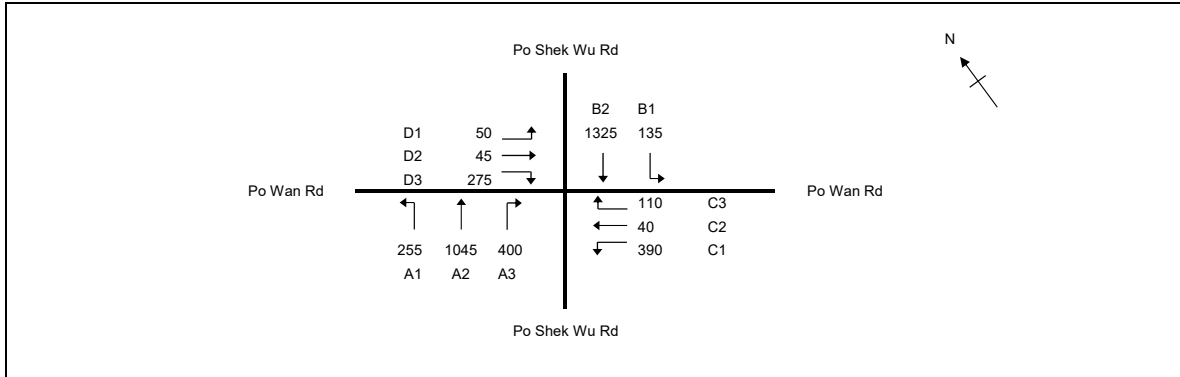 N
Po Shek Wu Rd
B2 B1
D1 50 1325 135
D2 45
D3 275
Po Wan Rd Po Wan Rd
110 C3
40 C2
255 1045 400 390 C1
A1 A2 A3
Po Shek Wu Rd